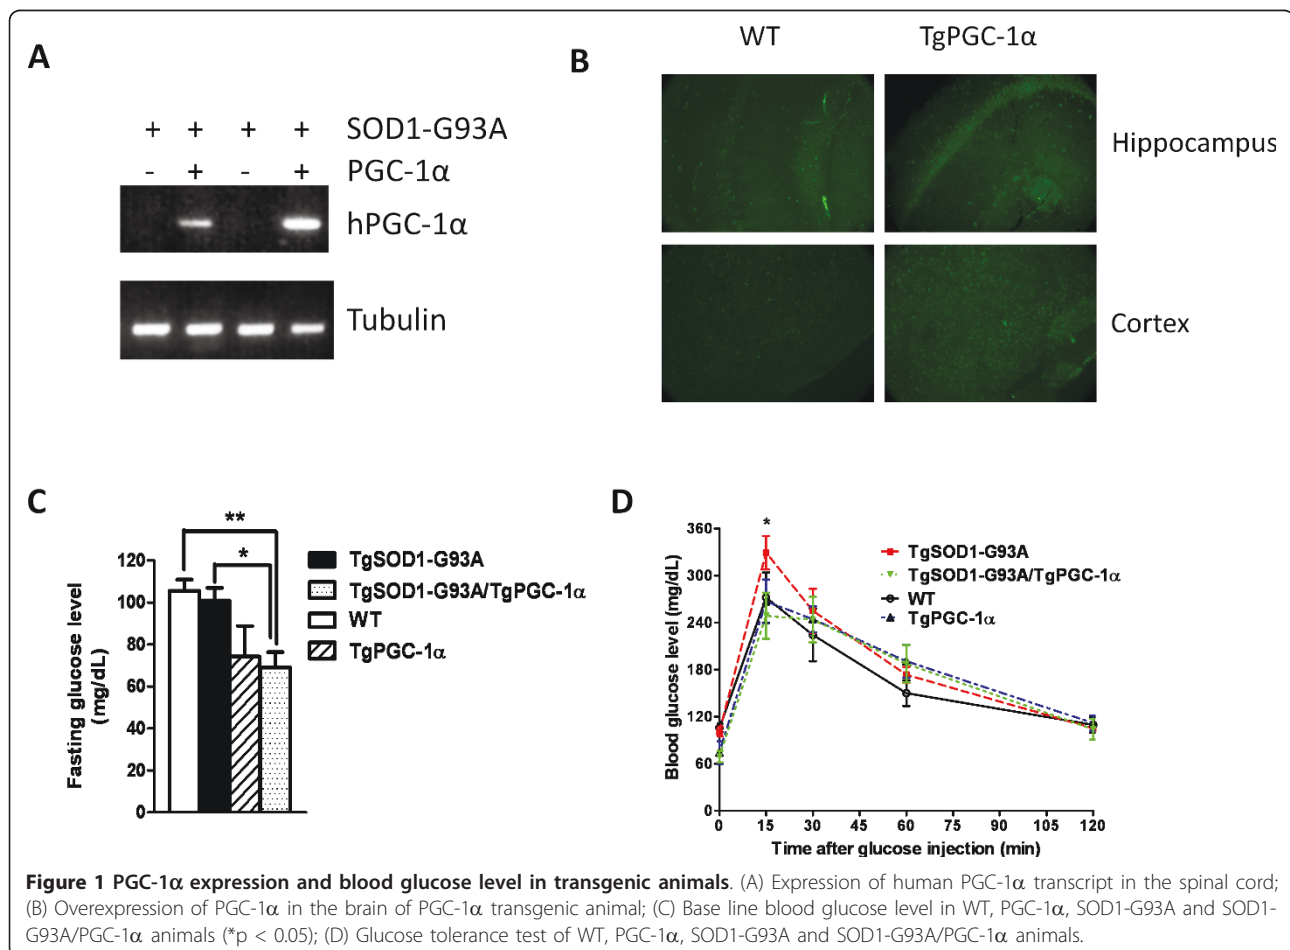 A
+ + + + SOD1-G93A
- + - + PGC-1α
hPGC-1α
Tubulin
B
WT TgPGC-1α
Hippocampus
Cortex
C
** 
*
Fasting glucose level
(mg/dL)
120
100
80
60
40
20
0
TgSOD1-G93A
TgSOD1-G93A/TgPGC-1α
WT
TgPGC-1α
D
*
Blood glucose level (mg/dL)
360
300
240
180
120
60
0
TgSOD1-G93A
TgSOD1-G93A/TgPGC-1α
WT
TgPGC-1α
0 15 30 45 60 75 90 105 120
Time after glucose injection (min)
Figure 1 PGC-1α expression and blood glucose level in transgenic animals. (A) Expression of human PGC-1α transcript in the spinal cord;
(B) Overexpression of PGC-1α in the brain of PGC-1α transgenic animal; (C) Base line blood glucose level in WT, PGC-1α, SOD1-G93A and SOD1-
G93A/PGC-1α animals (*p < 0.05); (D) Glucose tolerance test of WT, PGC-1α, SOD1-G93A and SOD1-G93A/PGC-1α animals.